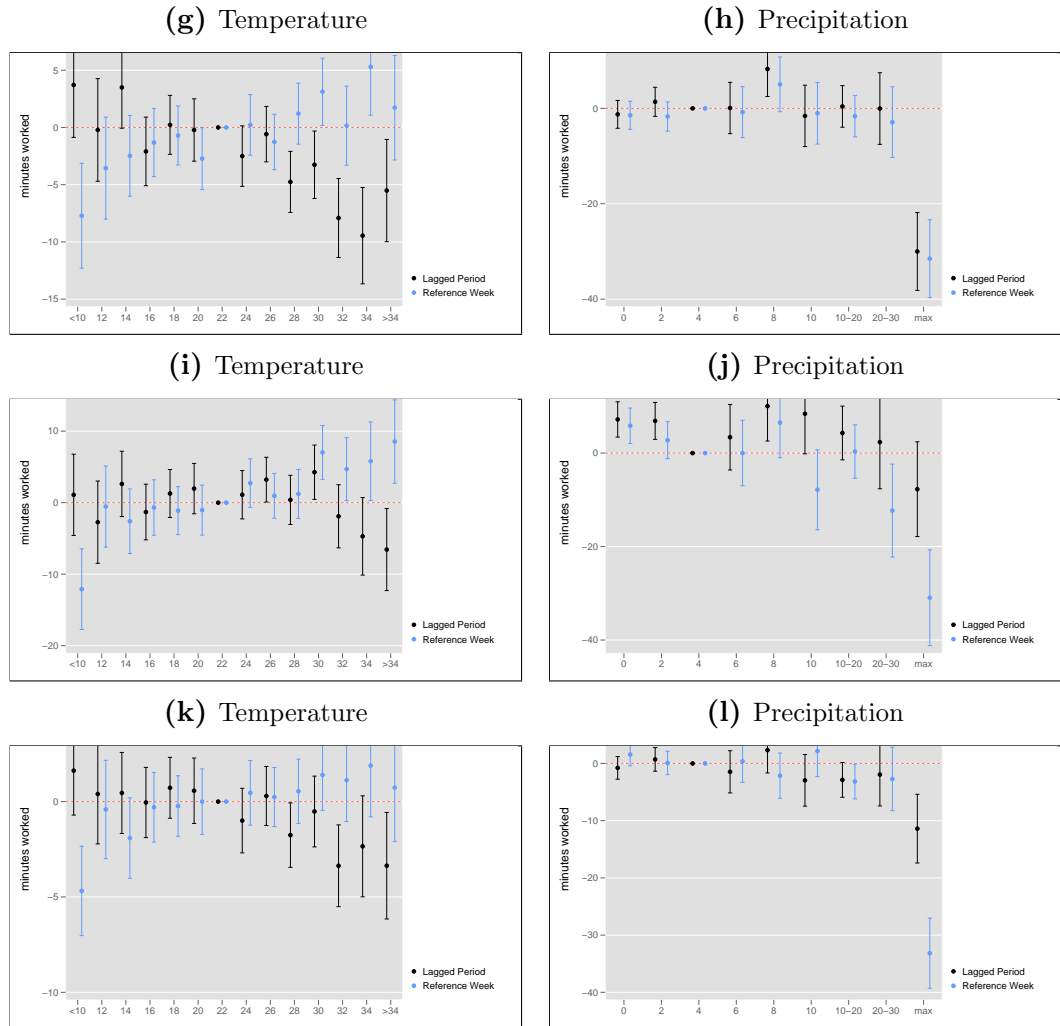 (g) Temperature
(h) Precipitation
minutes worked
5
0
−5
−10
−15
<10 12 14 16 18 20 22 24 26 28 30 32 34 >34
Lagged Period
Reference Week
minutes worked
0
−20
−40
0 2 4 6 8 10 10−20 20−30 max
Lagged Period
Reference Week
(i) Temperature
(j) Precipitation
minutes worked
10
0
−10
−20
<10 12 14 16 18 20 22 24 26 28 30 32 34 >34
Lagged Period
Reference Week
minutes worked
0
−20
−40
0 2 4 6 8 10 10−20 20−30 max
Lagged Period
Reference Week
(k) Temperature
(l) Precipitation
minutes worked
0
−5
−10
<10 12 14 16 18 20 22 24 26 28 30 32 34 >34
Lagged Period
Reference Week
minutes worked
0
−10
−20
−30
−40
0 2 4 6 8 10 10−20 20−30 max
Lagged Period
Reference Week